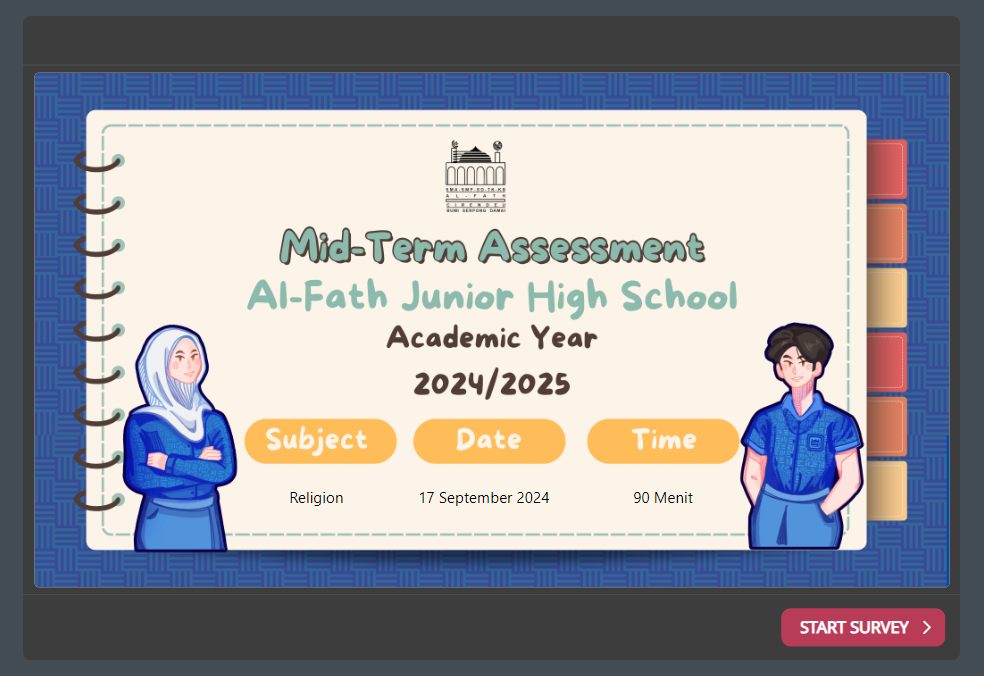 SMA-SMP-SD-TK-KB
AL-FATH
CIRENDEU
BUMI SERPONG DAMAI
Mid-Term Assessment
Al-Fath Junior High School
Academic Year
2024/2025
Subject Date Time
Religion 17 September 2024 90 Menit
START SURVEY